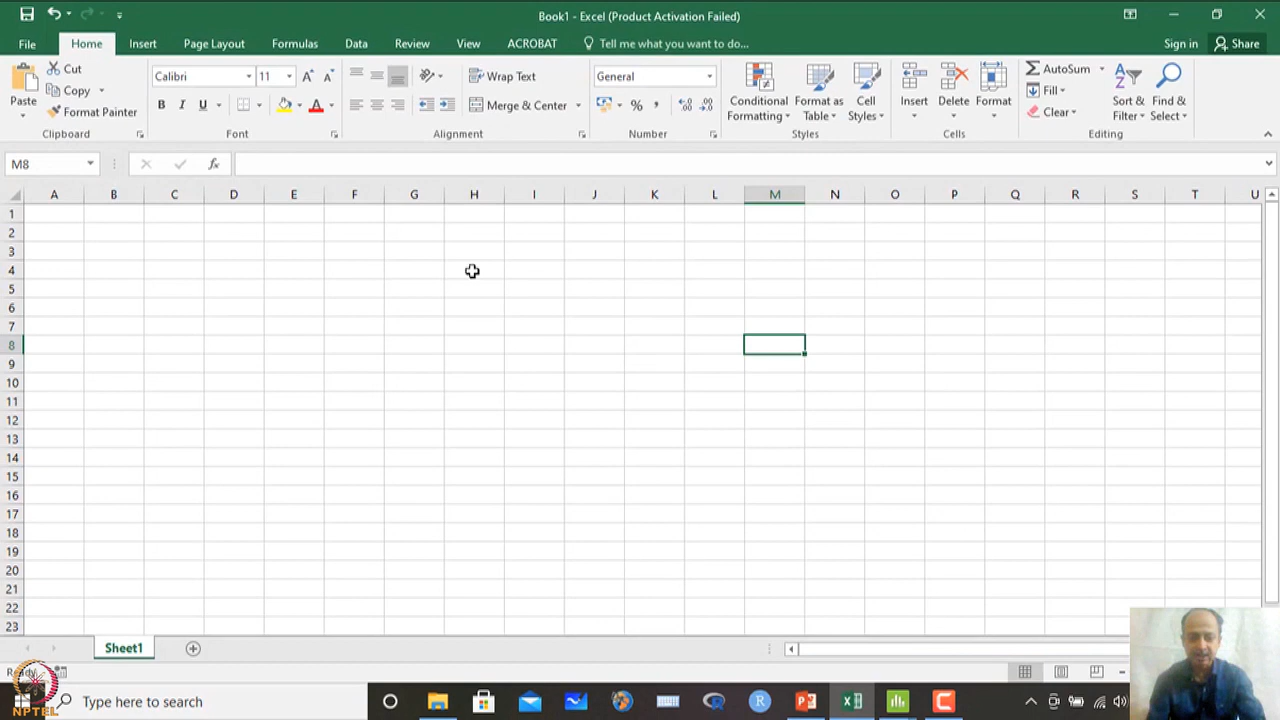 Book1 - Excel (Product Activation Failed)
File Home Insert Page Layout Formulas Data Review View ACROBAT Tell me what you want to do... Sign in Share
Paste
Cut
Copy
Format Painter
Clipboard
Calibri 11
B I U
Font
Wrap Text
Merge & Center
Alignment
General
% ,
Number
Conditional Formatting
Format as Table
Cell Styles
Styles
Insert Delete Format
Cells
AutoSum
Fill
Clear
Sort & Filter
Find & Select
Editing
M8
fx
A B C D E F G H I J K L M N O P Q R S T U
1
2
3
4
5
6
7
8
9
10
11
12
13
14
15
16
17
18
19
20
21
22
23
Sheet1
Type here to search
NPTEL